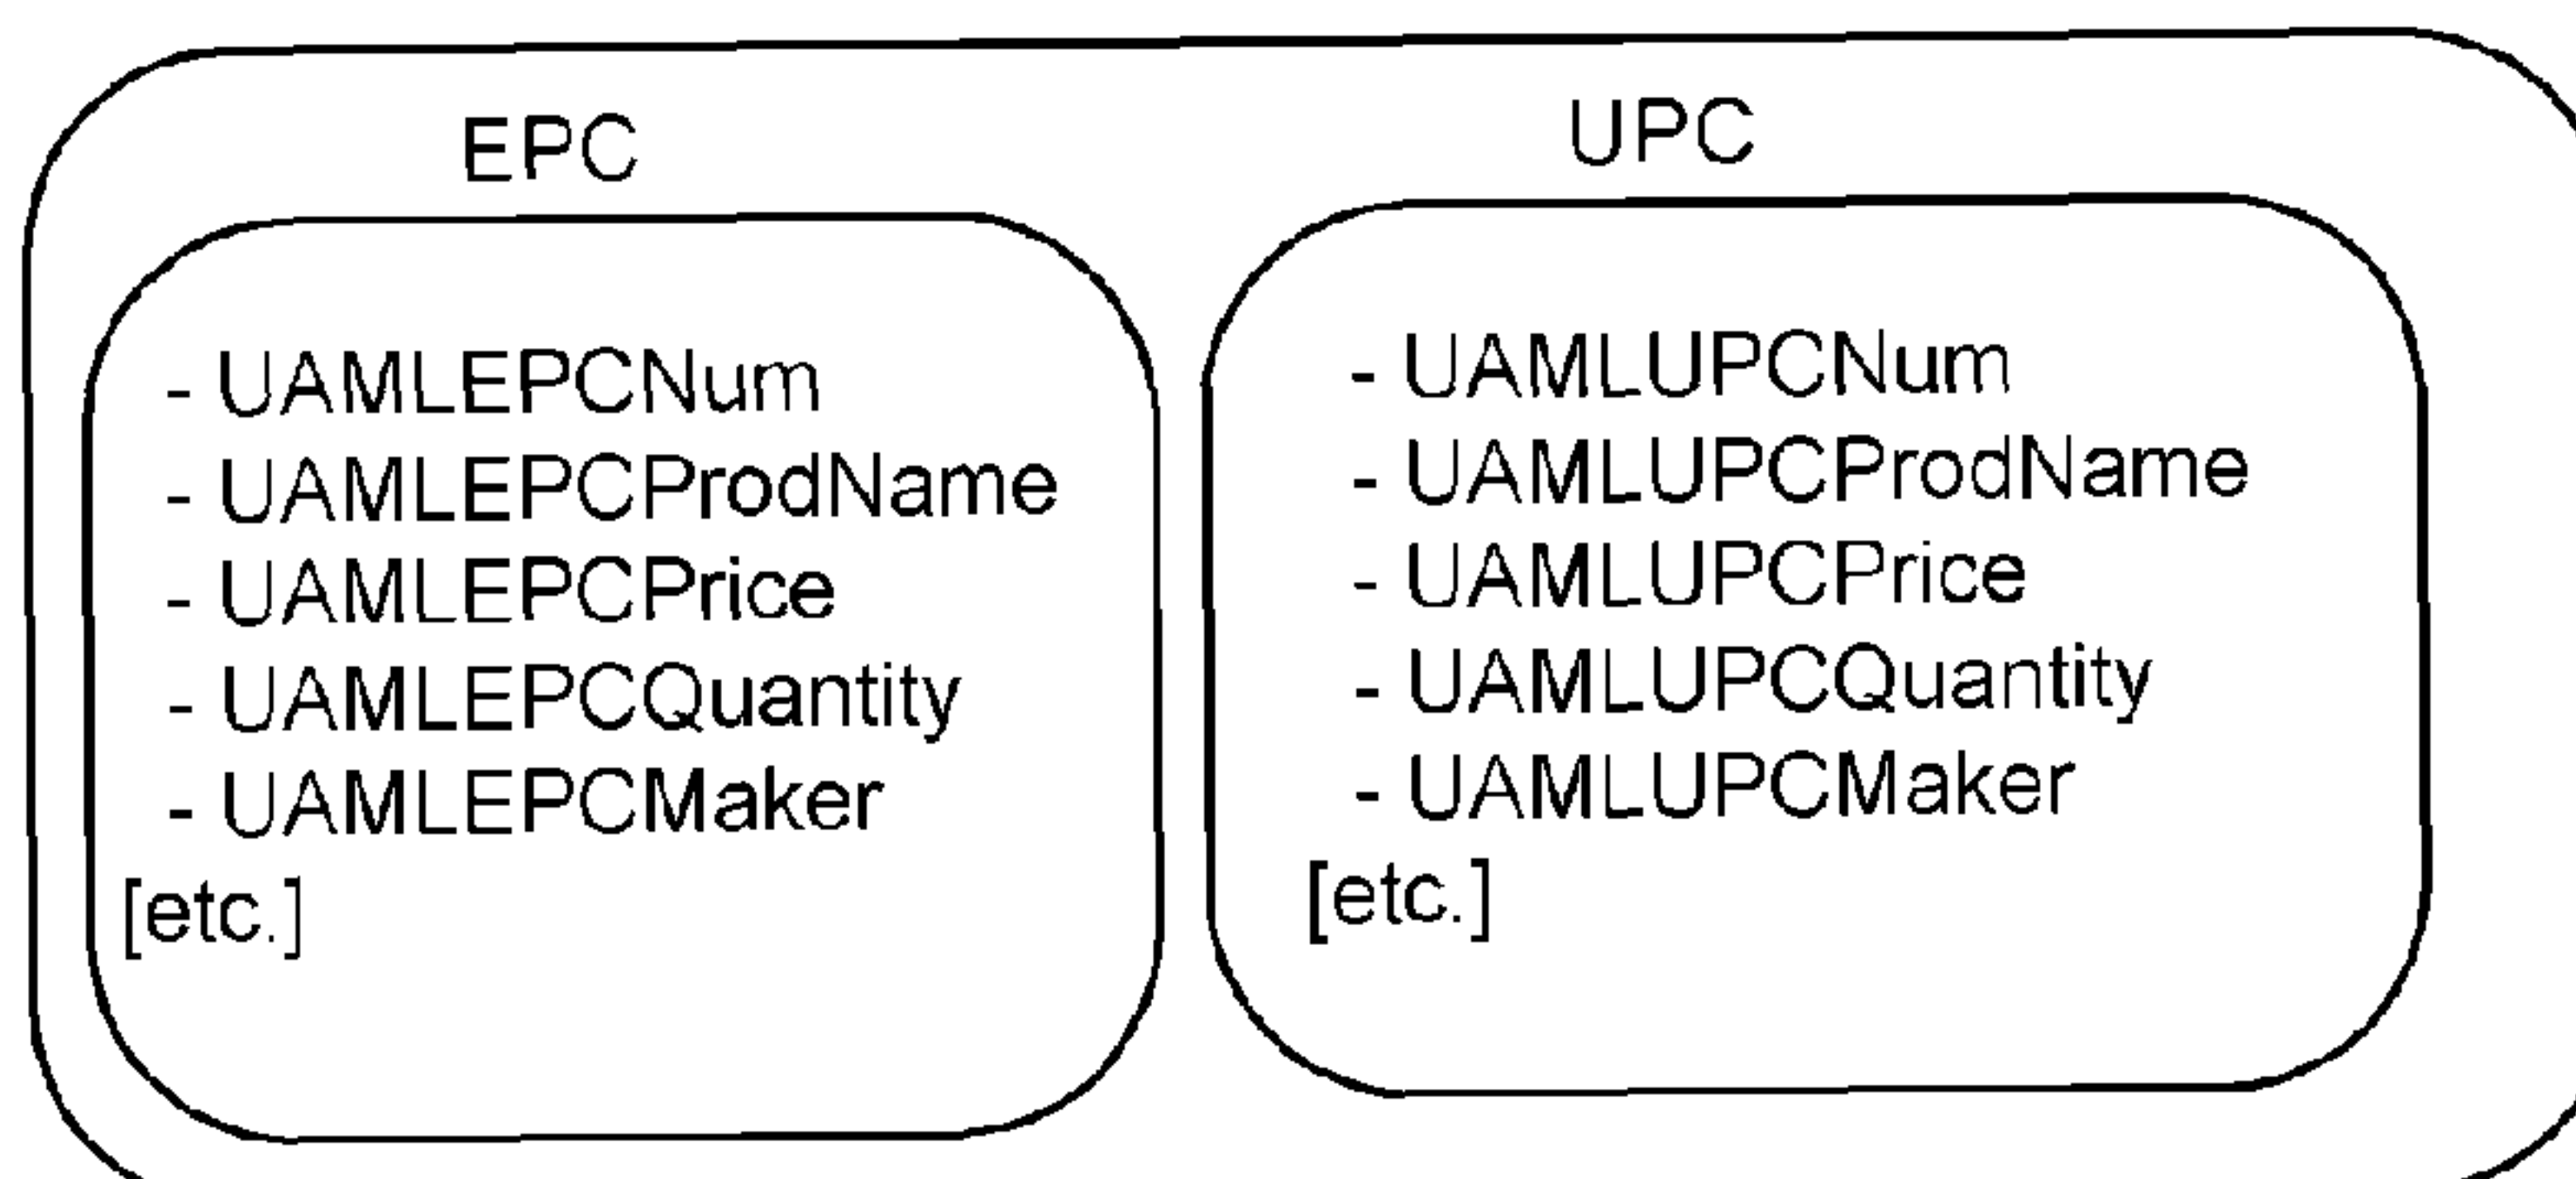 EPC
- UAMLEPCNum
- UAMLEPCProdName
- UAMLEPCPrice
- UAMLEPCQuantity
- UAMLEPCMaker
[etc.]
UPC
- UAMLUPCNum
- UAMLUPCProdName
- UAMLUPCPrice
- UAMLUPCQuantity
- UAMLUPCMaker
[etc.]